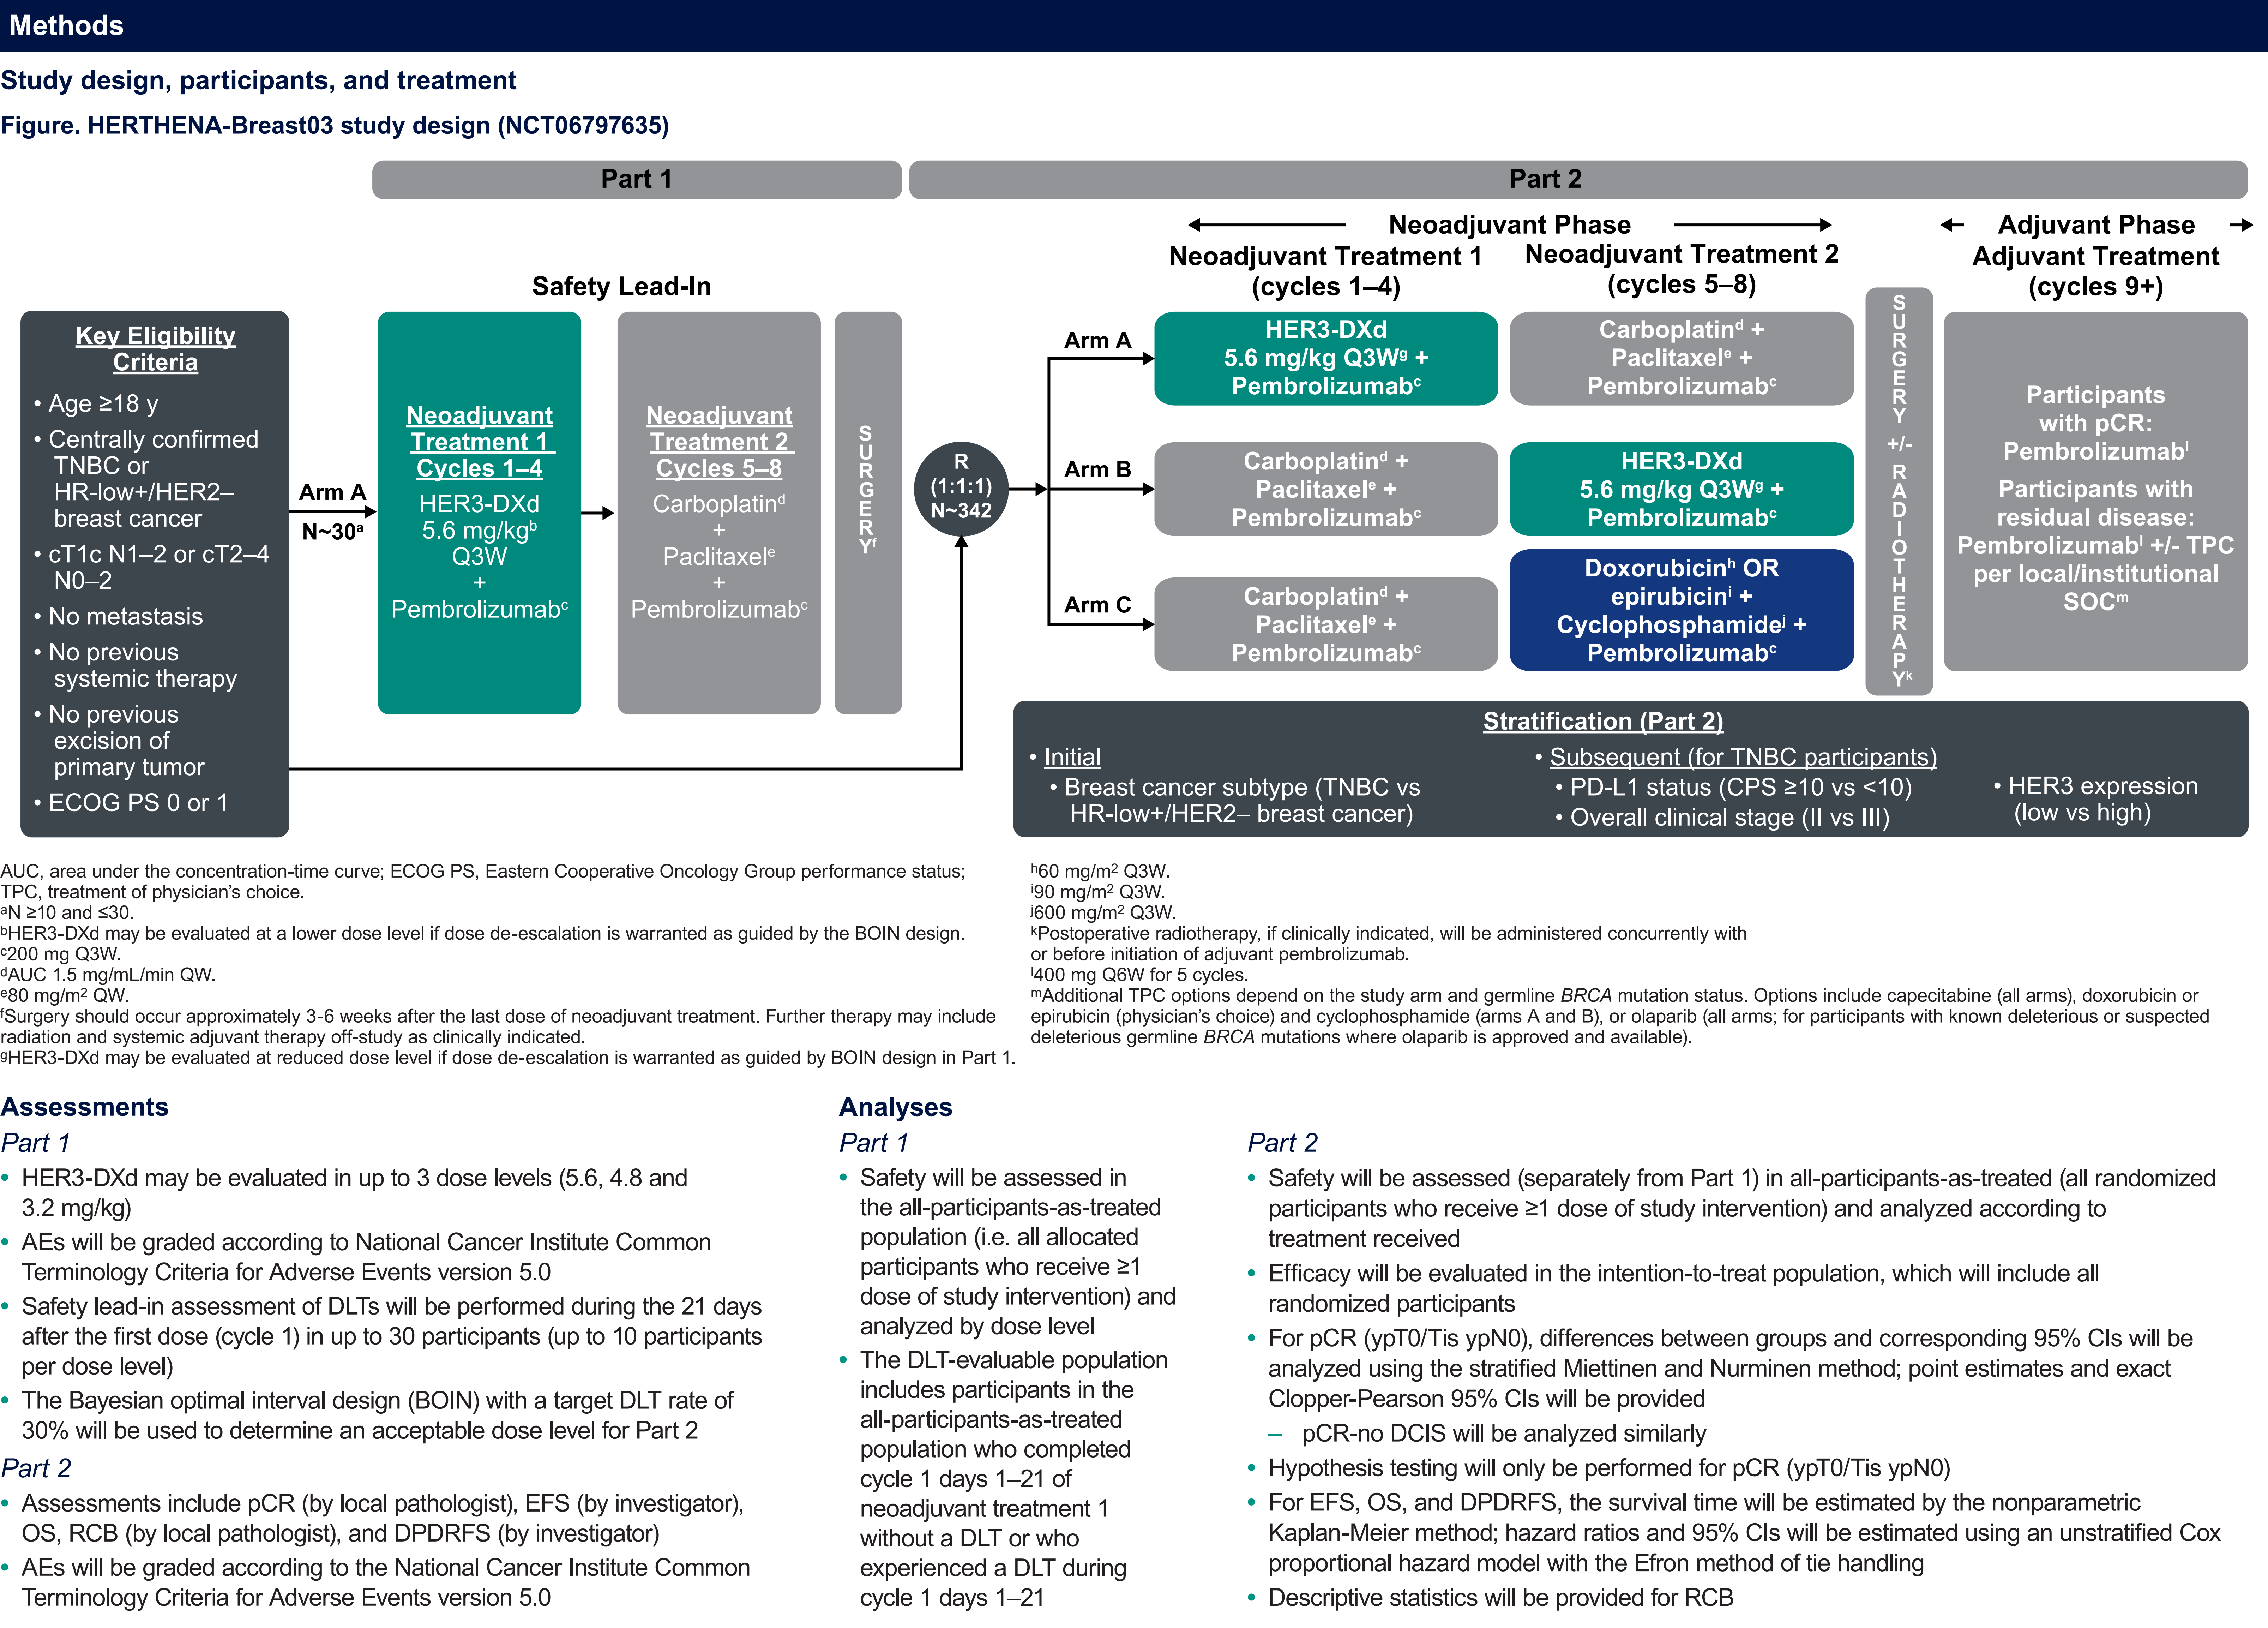 Methods
Study design, participants, and treatment
Figure. HERTHENA-Breast03 study design (NCT06797635)
Part 1
Part 2
Neoadjuvant Phase
Adjuvant Phase
Safety Lead-In
Neoadjuvant Treatment 1
(cycles 1–4)
Neoadjuvant Treatment 2
(cycles 5–8)
Adjuvant Treatment
(cycles 9+)
Key Eligibility
Criteria
• Age ≥18 y
• Centrally confirmed
TNBC or
HR-low+/HER2–
breast cancer
• cT1c N1–2 or cT2–4
N0–2
• No metastasis
• No previous
systemic therapy
• No previous
excision of
primary tumor
• ECOG PS 0 or 1
Arm A
N~30ᵃ
Neoadjuvant
Treatment 1
Cycles 1–4
HER3-DXd
5.6 mg/kgᵇ
Q3W
+
Pembrolizumabᶜ
Neoadjuvant
Treatment 2
Cycles 5–8
Carboplatinᵈ
+
Paclitaxelᵉ
+
Pembrolizumabᶜ
SURGERYᶠ
R
(1:1:1)
N~342
Arm A
HER3-DXd
5.6 mg/kg Q3Wᵍ +
Pembrolizumabᶜ
Carboplatinᵈ +
Paclitaxelᵉ +
Pembrolizumabᶜ
Arm B
Carboplatinᵈ +
Paclitaxelᵉ +
Pembrolizumabᶜ
HER3-DXd
5.6 mg/kg Q3Wᵍ +
Pembrolizumabᶜ
Arm C
Carboplatinᵈ +
Paclitaxelᵉ +
Pembrolizumabᶜ
Doxorubicinʰ OR
epirubicinⁱ +
Cyclophosphamideʲ +
Pembrolizumabᶜ
SURGERY +/- RADIOTHERAPYᵏ
Participants
with pCR:
Pembrolizumabˡ
Participants with
residual disease:
Pembrolizumabˡ +/- TPC
per local/institutional
SOCᵐ
Stratification (Part 2)
• Initial
• Breast cancer subtype (TNBC vs
HR-low+/HER2– breast cancer)
• Subsequent (for TNBC participants)
• PD-L1 status (CPS ≥10 vs <10)
• Overall clinical stage (II vs III)
• HER3 expression
(low vs high)
AUC, area under the concentration-time curve; ECOG PS, Eastern Cooperative Oncology Group performance status;
TPC, treatment of physician’s choice.
ᵃN ≥10 and ≤30.
ᵇHER3-DXd may be evaluated at a lower dose level if dose de-escalation is warranted as guided by the BOIN design.
ᶜ200 mg Q3W.
ᵈAUC 1.5 mg/mL/min QW.
ᵉ80 mg/m² QW.
ᶠSurgery should occur approximately 3-6 weeks after the last dose of neoadjuvant treatment. Further therapy may include
radiation and systemic adjuvant therapy off-study as clinically indicated.
ᵍHER3-DXd may be evaluated at reduced dose level if dose de-escalation is warranted as guided by BOIN design in Part 1.
ʰ60 mg/m² Q3W.
ⁱ90 mg/m² Q3W.
ʲ600 mg/m² Q3W.
ᵏPostoperative radiotherapy, if clinically indicated, will be administered concurrently with
or before initiation of adjuvant pembrolizumab.
ˡ400 mg Q6W for 5 cycles.
ᵐAdditional TPC options depend on the study arm and germline BRCA mutation status. Options include capecitabine (all arms), doxorubicin or
epirubicin (physician’s choice) and cyclophosphamide (arms A and B), or olaparib (all arms; for participants with known deleterious or suspected
deleterious germline BRCA mutations where olaparib is approved and available).
Assessments
Part 1
• HER3-DXd may be evaluated in up to 3 dose levels (5.6, 4.8 and
3.2 mg/kg)
• AEs will be graded according to National Cancer Institute Common
Terminology Criteria for Adverse Events version 5.0
• Safety lead-in assessment of DLTs will be performed during the 21 days
after the first dose (cycle 1) in up to 30 participants (up to 10 participants
per dose level)
• The Bayesian optimal interval design (BOIN) with a target DLT rate of
30% will be used to determine an acceptable dose level for Part 2
Part 2
• Assessments include pCR (by local pathologist), EFS (by investigator),
OS, RCB (by local pathologist), and DPDRFS (by investigator)
• AEs will be graded according to the National Cancer Institute Common
Terminology Criteria for Adverse Events version 5.0
Analyses
Part 1
• Safety will be assessed in
the all-participants-as-treated
population (i.e. all allocated
participants who receive ≥1
dose of study intervention) and
analyzed by dose level
• The DLT-evaluable population
includes participants in the
all-participants-as-treated
population who completed
cycle 1 days 1–21 of
neoadjuvant treatment 1
without a DLT or who
experienced a DLT during
cycle 1 days 1–21
Part 2
• Safety will be assessed (separately from Part 1) in all-participants-as-treated (all randomized
participants who receive ≥1 dose of study intervention) and analyzed according to
treatment received
• Efficacy will be evaluated in the intention-to-treat population, which will include all
randomized participants
• For pCR (ypT0/Tis ypN0), differences between groups and corresponding 95% CIs will be
analyzed using the stratified Miettinen and Nurminen method; point estimates and exact
Clopper-Pearson 95% CIs will be provided
– pCR-no DCIS will be analyzed similarly
• Hypothesis testing will only be performed for pCR (ypT0/Tis ypN0)
• For EFS, OS, and DPDRFS, the survival time will be estimated by the nonparametric
Kaplan-Meier method; hazard ratios and 95% CIs will be estimated using an unstratified Cox
proportional hazard model with the Efron method of tie handling
• Descriptive statistics will be provided for RCB